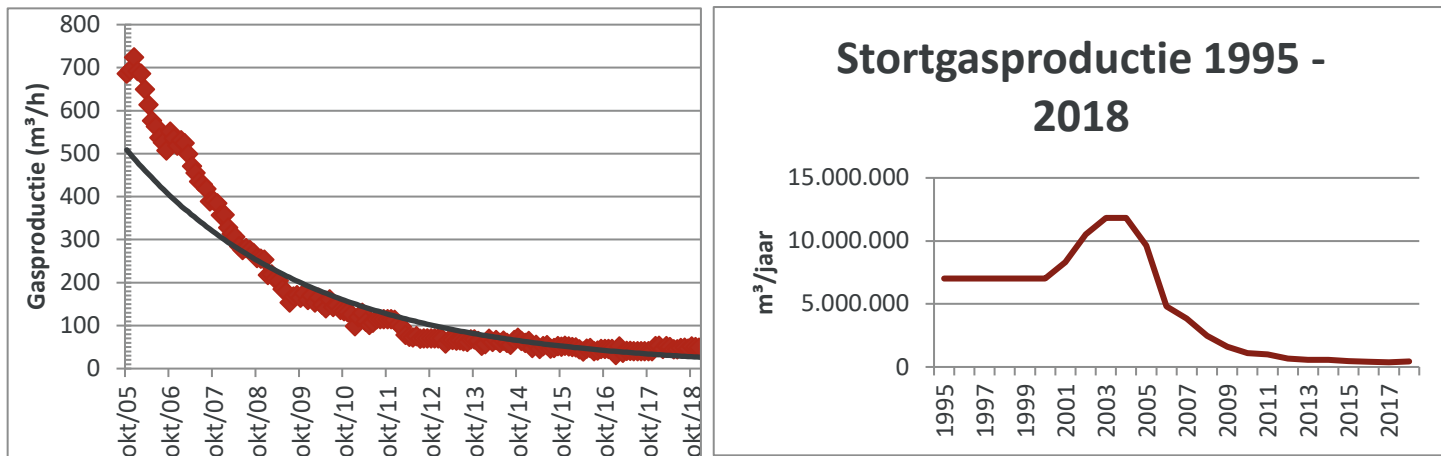 800
700
600
500
400
300
200
100
0
Gasproductie (m³/h)
okt/05
okt/06
okt/07
okt/08
okt/09
okt/10
okt/11
okt/12
okt/13
okt/14
okt/15
okt/16
okt/17
okt/18
Stortgasproductie 1995 -
2018
15.000.000
10.000.000
5.000.000
0
m³/jaar
1995
1997
1999
2001
2003
2005
2007
2009
2011
2013
2015
2017